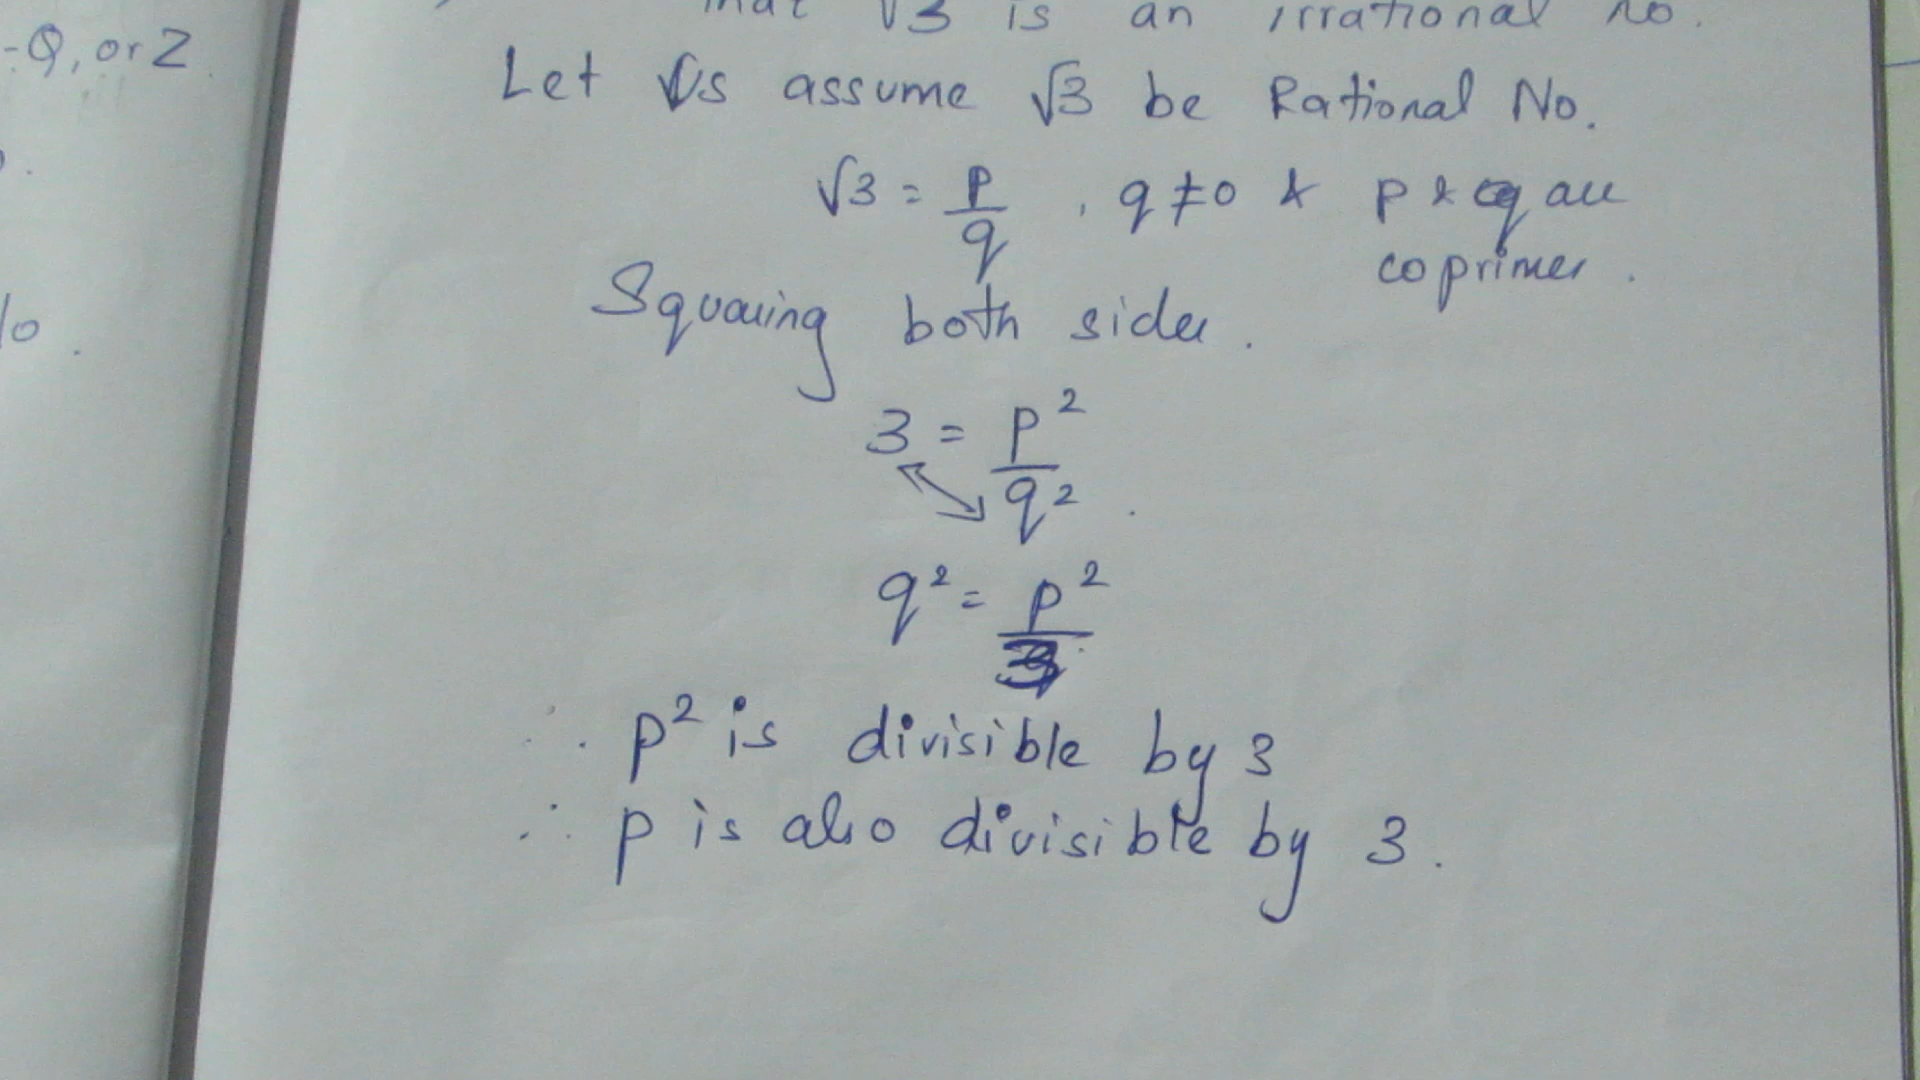 that √3 is an irrational no.
-Q, or Z
Let Us assume √3 be Rational No.
√3 = p/q , q ≠ 0 & p & q are
coprimes.
Squaring both sides.
3 = p²/q²
q² = p²/3
∴ p² is divisible by 3
∴ p is also divisible by 3.